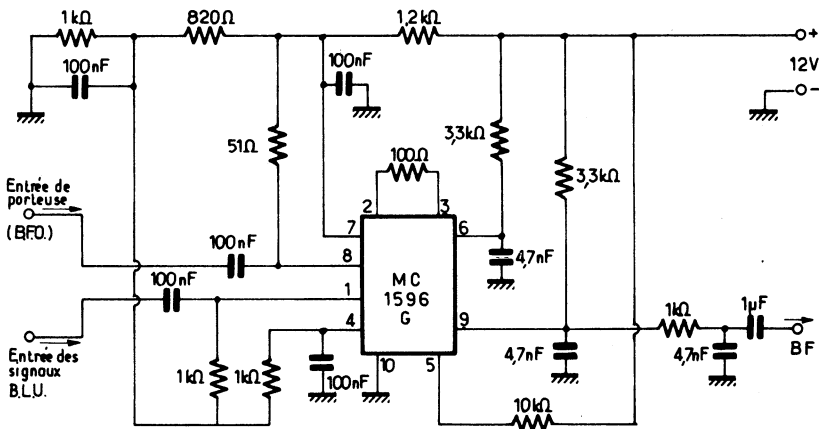 1kΩ
820Ω
1,2kΩ
+
100nF
100nF
12V
-
51Ω
3,3kΩ
100Ω
3,3kΩ
Entrée de
porteuse
(B.F.O.)
2
3
7
6
100nF
8
4,7nF
100nF
MC
1596
G
1
1kΩ
1µF
4
9
BF
Entrée des
signaux
B.L.U.
1kΩ
1kΩ
100nF
10
5
4,7nF
4,7nF
10kΩ